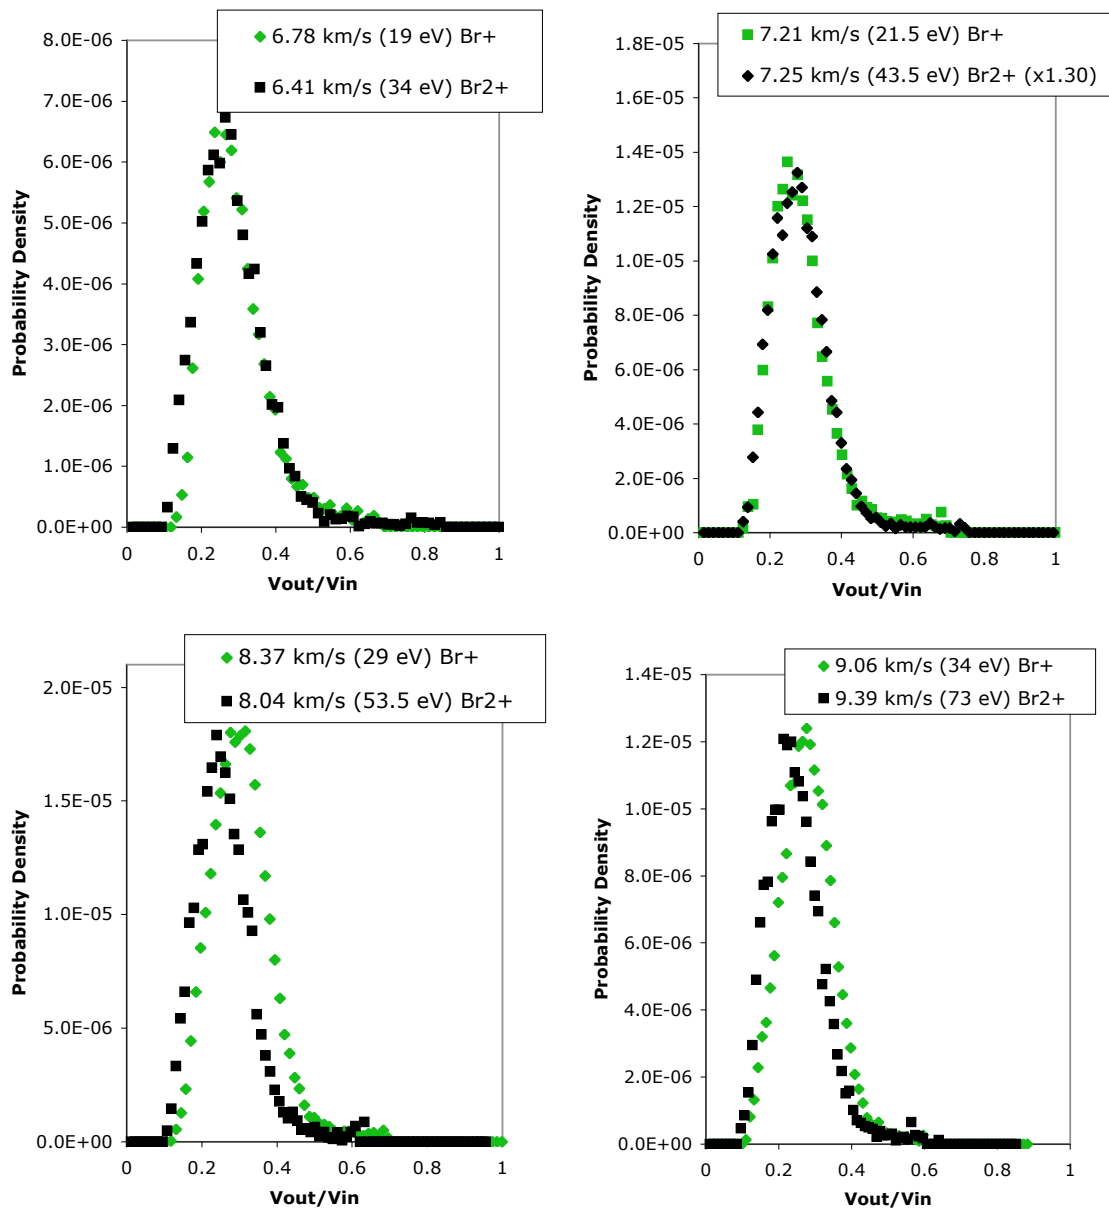 6.78 km/s (19 eV) Br+
6.41 km/s (34 eV) Br2+
8.0E-06
7.0E-06
6.0E-06
5.0E-06
4.0E-06
3.0E-06
2.0E-06
1.0E-06
0.0E+00
Probability Density
0 0.2 0.4 0.6 0.8 1
Vout/Vin
7.21 km/s (21.5 eV) Br+
7.25 km/s (43.5 eV) Br2+ (x1.30)
1.8E-05
1.6E-05
1.4E-05
1.2E-05
1.0E-05
8.0E-06
6.0E-06
4.0E-06
2.0E-06
0.0E+00
Probability Density
0 0.2 0.4 0.6 0.8 1
Vout/Vin
8.37 km/s (29 eV) Br+
8.04 km/s (53.5 eV) Br2+
2.0E-05
1.5E-05
1.0E-05
5.0E-06
0.0E+00
Probability Density
0 0.2 0.4 0.6 0.8 1
Vout/Vin
9.06 km/s (34 eV) Br+
9.39 km/s (73 eV) Br2+
1.4E-05
1.2E-05
1.0E-05
8.0E-06
6.0E-06
4.0E-06
2.0E-06
0.0E+00
Probability Density
0 0.2 0.4 0.6 0.8 1
Vout/Vin